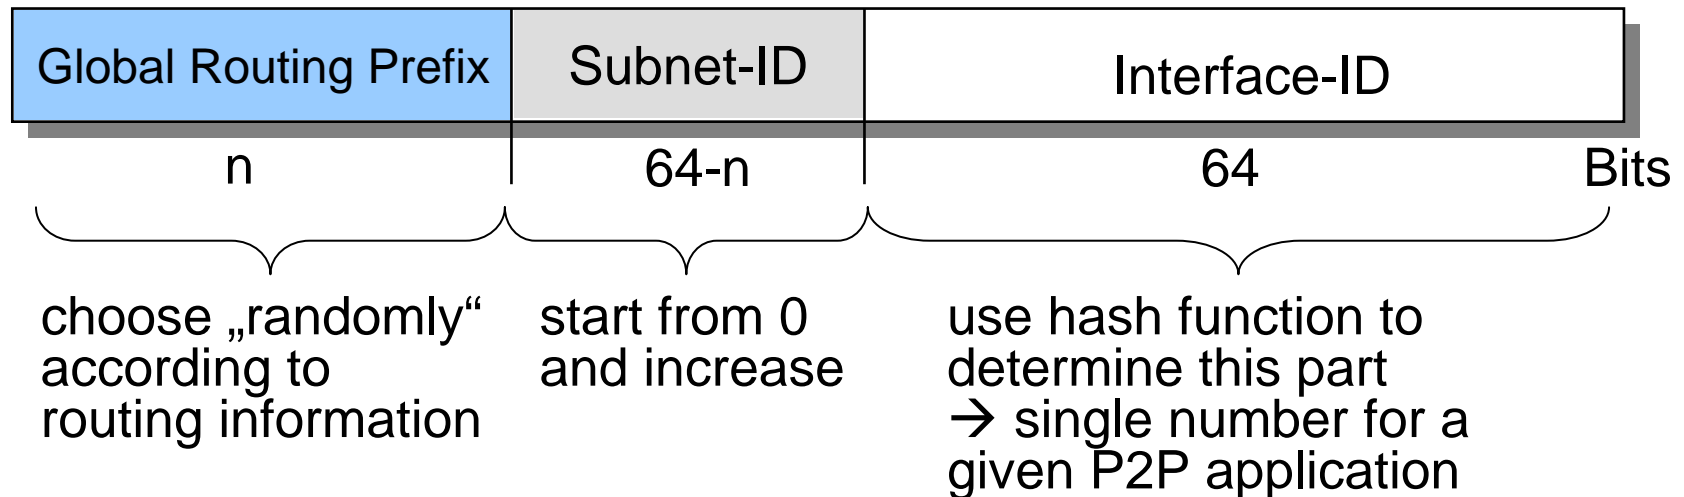 Global Routing Prefix
Subnet-ID
Interface-ID
n
64-n
64
Bits
choose „randomly“
according to
routing information
start from 0
and increase
use hash function to
determine this part
→ single number for a
given P2P application